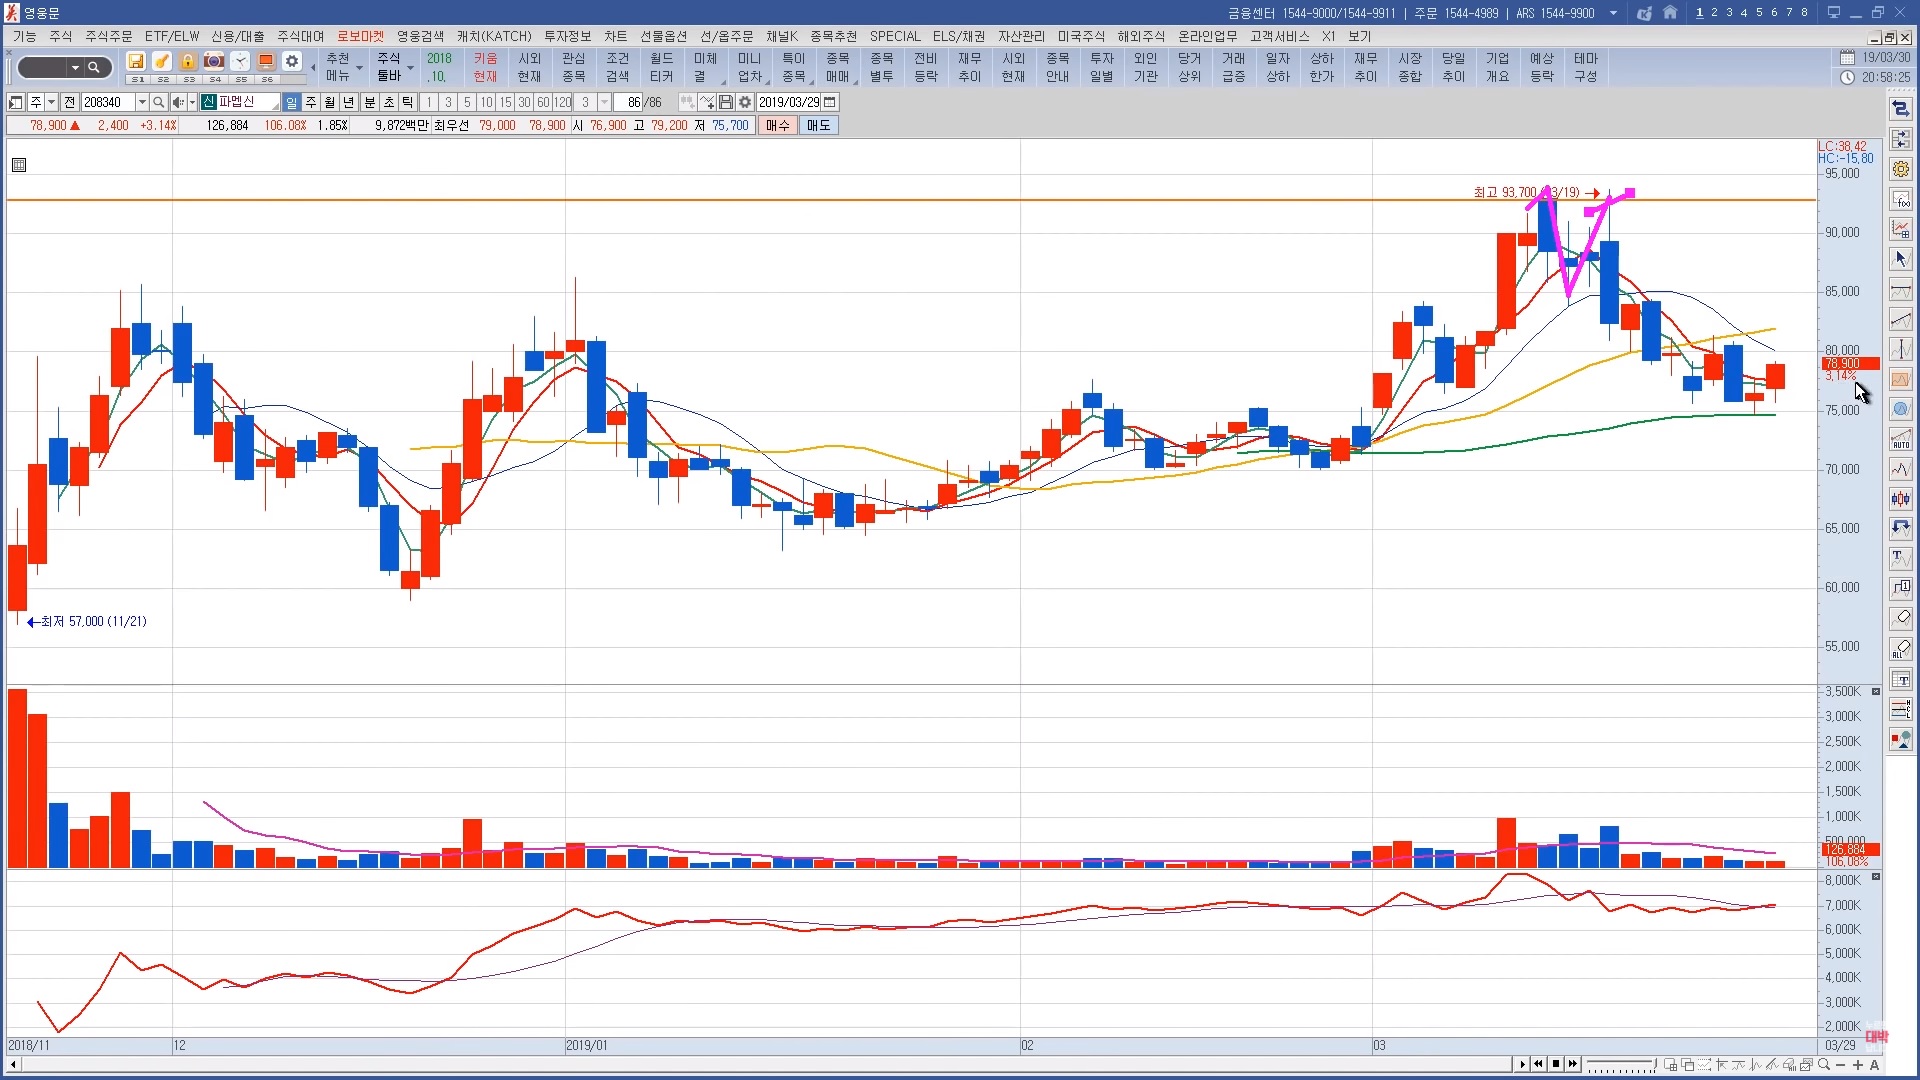 영웅문
금융센터 1544-9000/1544-9911 | 주문 1544-4989 | ARS 1544-9900
1 2 3 4 5 6 7 8
기능 주식 주식주문 ETF/ELW 신용/대출 주식대여 로보마켓 영웅검색 캐치(KATCH) 투자정보 차트 선물옵션 선/옵주문 채널K 종목추천 SPECIAL ELS/채권 자산관리 미국주식 해외주식 온라인업무 고객서비스 X1 보기
추천 주식 2018 키움 시외 관심 조건 월드 미체 미니 특이 종목 종목 전비 재무 시외 종목 투자 외인 당거 거래 일자 상하 재무 시장 당일 기업 예상 테마
메뉴 툴바 .10. 현재 현재 종목 검색 티커 결 업차 종목 매매 별투 등락 추이 현재 안내 일별 기관 상위 급증 상하 한가 추이 종합 추이 개요 등락 구성
S1 S2 S3 S4 S5 S6
19/03/30
20:58:25
주 전 208340 신 파멥신 일 주 월 년 분 초 틱 1 3 5 10 15 30 60 120 3 86 /86 2019/03/29
78,900 ▲ 2,400 +3.14% 126,884 106.08% 1.85% 9,872백만 최우선 79,000 78,900 시 76,900 고 79,200 저 75,700 매수 매도
LC:38.42
HC:-15.80
95,000
최고 93,700 3/19) →
90,000
85,000
80,000
78,900
3.14%
75,000
70,000
65,000
60,000
←최저 57,000 (11/21)
55,000
3,500K
3,000K
2,500K
2,000K
1,500K
1,000K
500,000
126,884
106.08%
8,000K
7,000K
6,000K
5,000K
4,000K
3,000K
2,000K
대박
2018/11 12 2019/01 02 03 03/29
AUTO
ALL
A